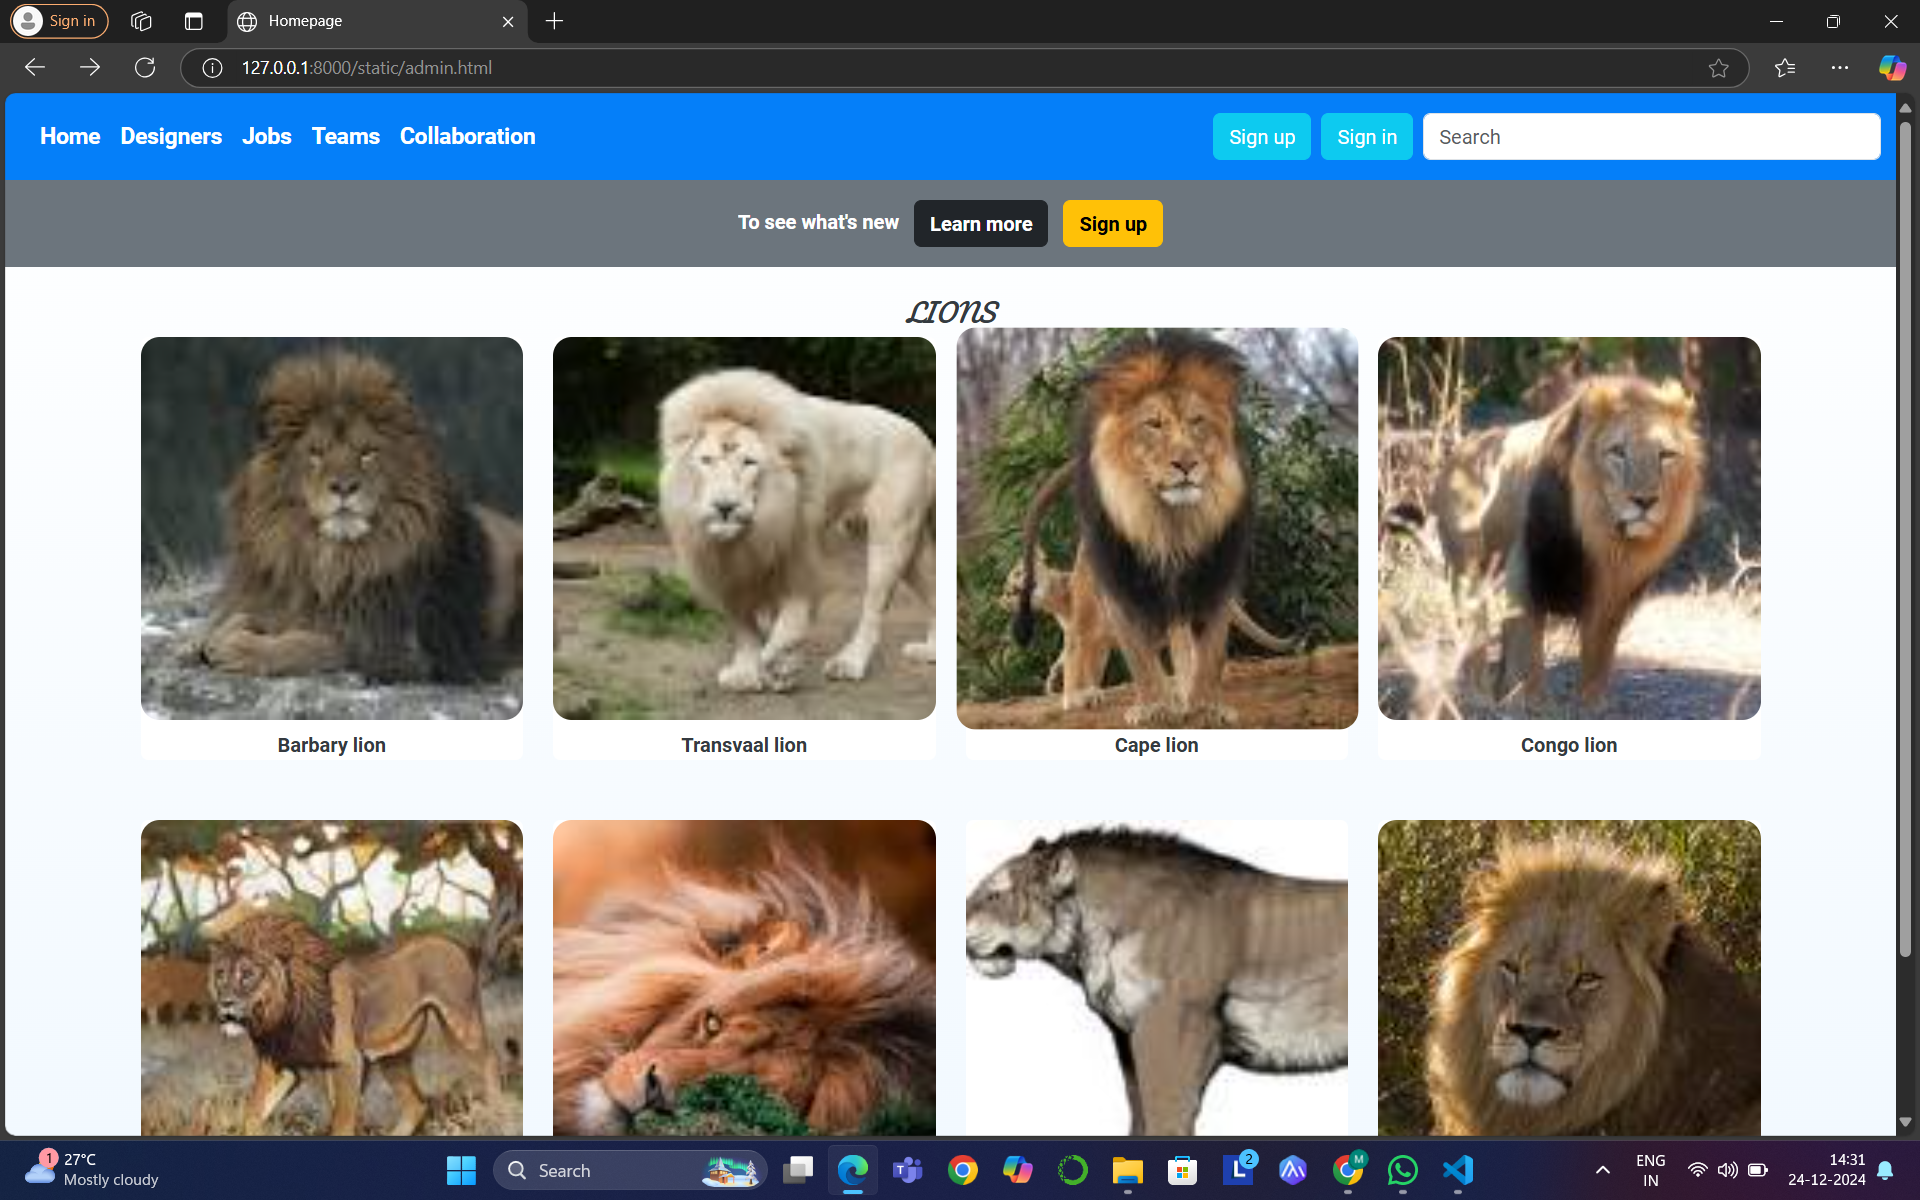 Sign in
Homepage
127.0.0.1:8000/static/admin.html
Home Designers Jobs Teams Collaboration Sign up Sign in Search
To see what's new Learn more Sign up
LIONS
Barbary lion Transvaal lion Cape lion Congo lion
1 27°C
Mostly cloudy
Search
T
L 2
M
ENG
IN
14:31
24-12-2024